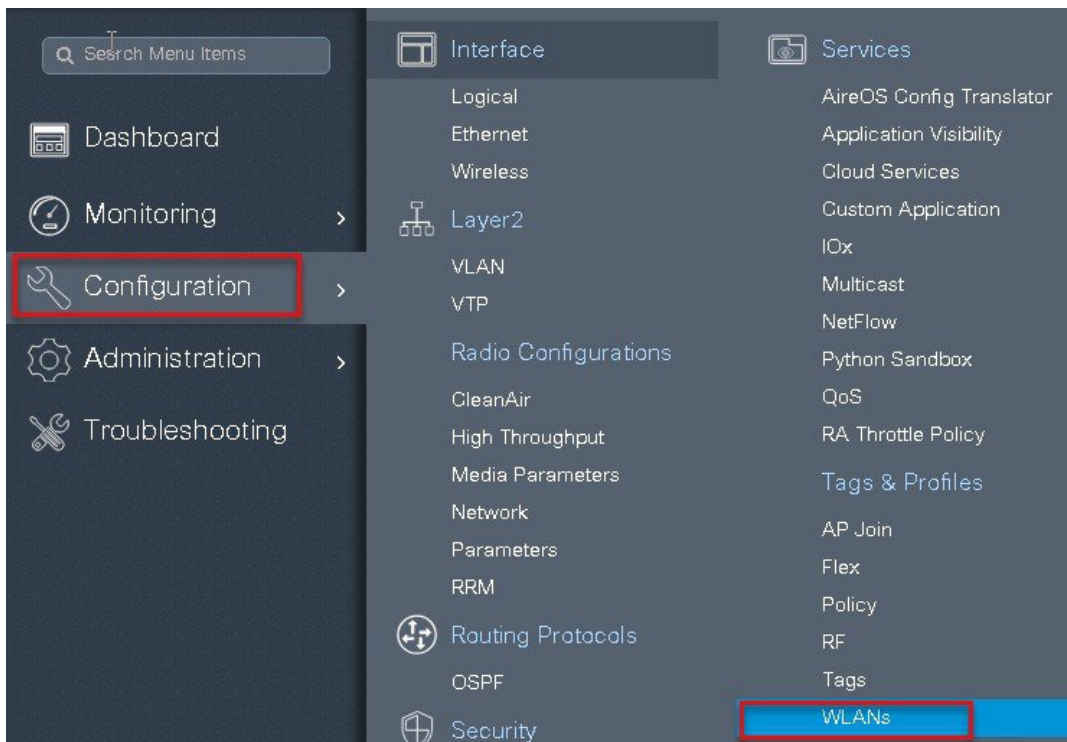 Search Menu Items
Dashboard
Monitoring
Configuration
Administration
Troubleshooting
Interface
Logical
Ethernet
Wireless
Layer2
VLAN
VTP
Radio Configurations
CleanAir
High Throughput
Media Parameters
Network
Parameters
RRM
Routing Protocols
OSPF
Security
Services
AireOS Config Translator
Application Visibility
Cloud Services
Custom Application
IOx
Multicast
NetFlow
Python Sandbox
QoS
RA Throttle Policy
Tags & Profiles
AP Join
Flex
Policy
RF
Tags
WLANs